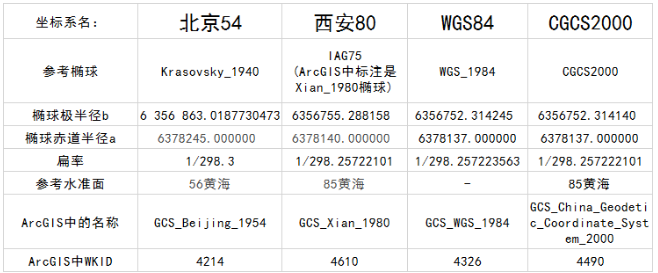 坐标系名: 北京54 西安80 WGS84 CGCS2000
参考椭球 Krasovsky_1940 IAG75 (ArcGIS中标注是 Xian_1980椭球) WGS_1984 CGCS2000
椭球极半径b 6 356 863.0187730473 6356755.288158 6356752.314245 6356752.314140
椭球赤道半径a 6378245.000000 6378140.000000 6378137.000000 6378137.000000
扁率 1/298.3 1/298.25722101 1/298.257223563 1/298.257222101
参考水准面 56黄海 85黄海 - 85黄海
ArcGIS中的名称 GCS_Beijing_1954 GCS_Xian_1980 GCS_WGS_1984 GCS_China_Geodetic_Coordinate_System_2000
ArcGIS中WKID 4214 4610 4326 4490